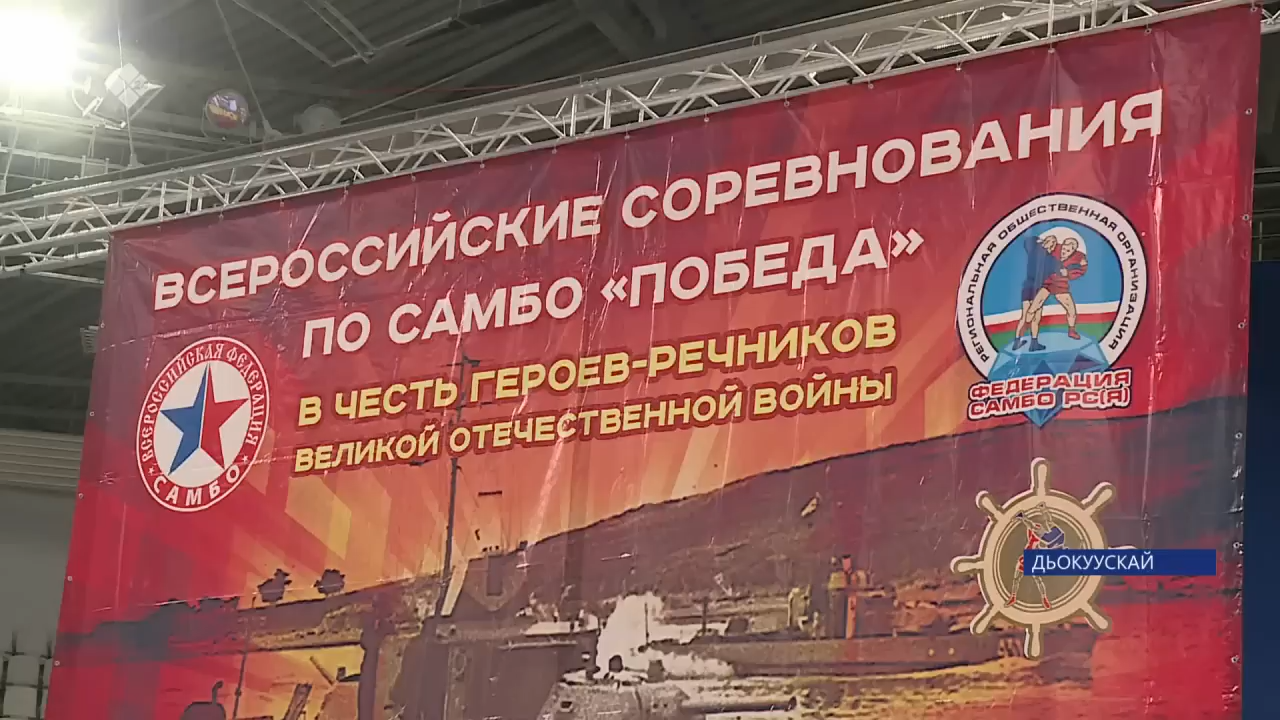 ВСЕРОССИЙСКИЕ СОРЕВНОВАНИЯ
ПО САМБО «ПОБЕДА»
В ЧЕСТЬ ГЕРОЕВ-РЕЧНИКОВ
ВЕЛИКОЙ ОТЕЧЕСТВЕННОЙ ВОЙНЫ
ВСЕРОССИЙСКАЯ ФЕДЕРАЦИЯ
САМБО
РЕГИОНАЛЬНАЯ ОБЩЕСТВЕННАЯ ОРГАНИЗАЦИЯ
ФЕДЕРАЦИЯ
САМБО РС(Я)
ДЬОКУУСКАЙ